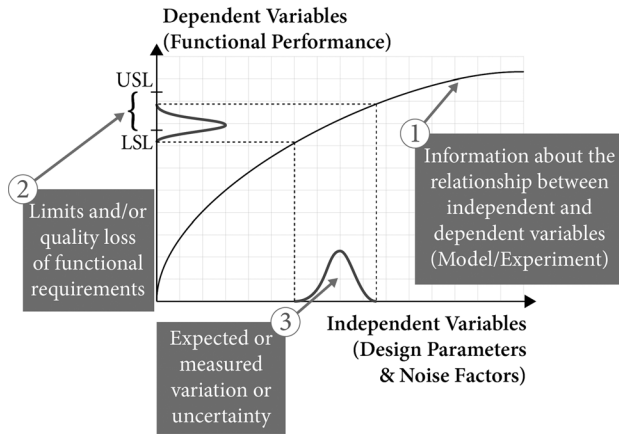 Dependent Variables
(Functional Performance)
USL
{
LSL
1
Information about the
relationship between
independent and
dependent variables
(Model/Experiment)
2
Limits and/or
quality loss
of functional
requirements
3
Expected or
measured
variation or
uncertainty
Independent Variables
(Design Parameters
& Noise Factors)